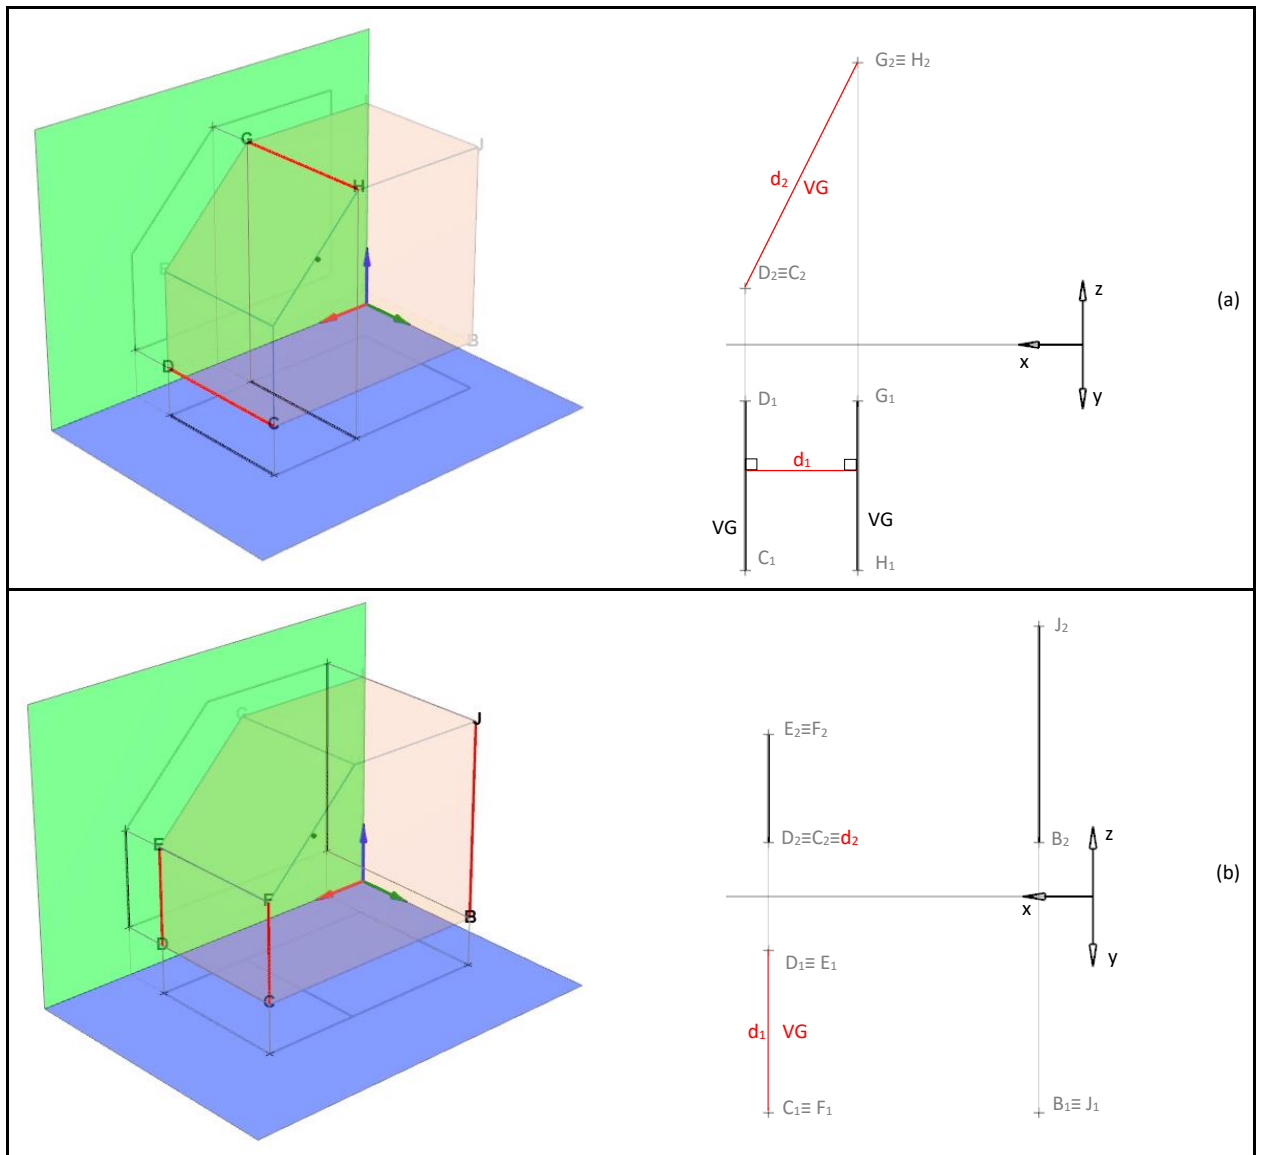 G
H
J
E
D
C
B
G₂≡ H₂
d₂
VG
D₂≡C₂
z
(a)
x
y
D₁
G₁
d₁
VG
VG
C₁
H₁
G
J
E
F
D
B
C
J₂
E₂≡F₂
D₂≡C₂≡d₂
B₂
z
(b)
x
y
D₁≡ E₁
d₁
VG
C₁≡ F₁
B₁≡ J₁